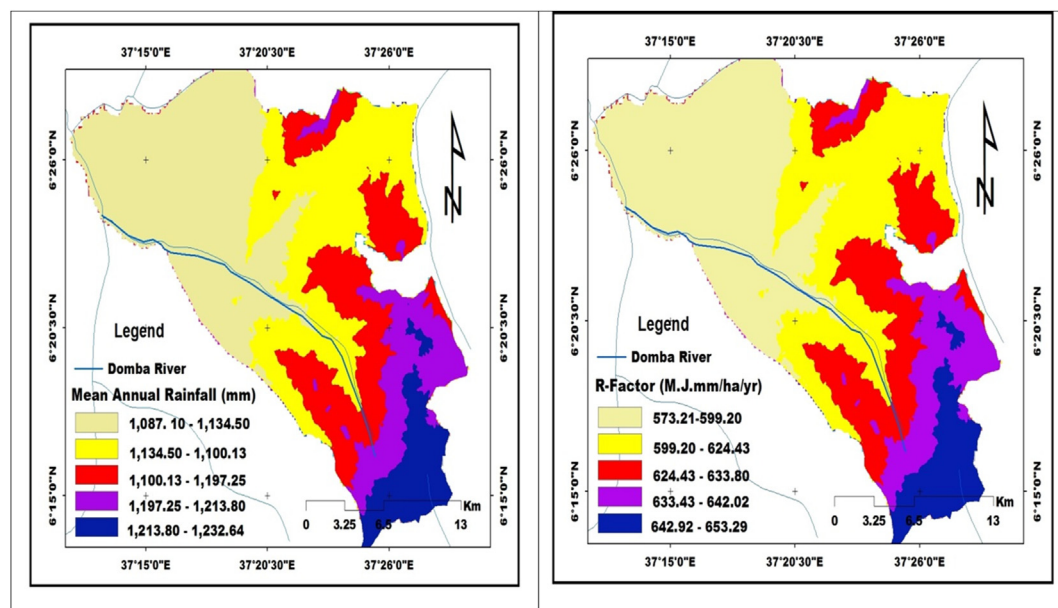 37°15'0"E 37°20'30"E 37°26'0"E
6°26'0"N
6°26'0"N
N
6°20'30"N
6°20'30"N
Legend
Domba River
Mean Annual Rainfall (mm)
1,087. 10 - 1,134.50
1,134.50 - 1,100.13
1,100.13 - 1,197.25
1,197.25 - 1,213.80
1,213.80 - 1,232.64
6°15'0"N
6°15'0"N
Km
0 3.25 6.5 13
37°15'0"E 37°20'30"E 37°26'0"E
37°15'0"E 37°20'30"E 37°26'0"E
6°26'0"N
6°26'0"N
N
6°20'30"N
6°20'30"N
Legend
Domba River
R-Factor (M.J.mm/ha/yr)
573.21-599.20
599.20 - 624.43
624.43 - 633.80
633.43 - 642.02
642.92 - 653.29
6°15'0"N
6°15'0"N
Km
0 3.25 6.5 13
37°15'0"E 37°20'30"E 37°26'0"E